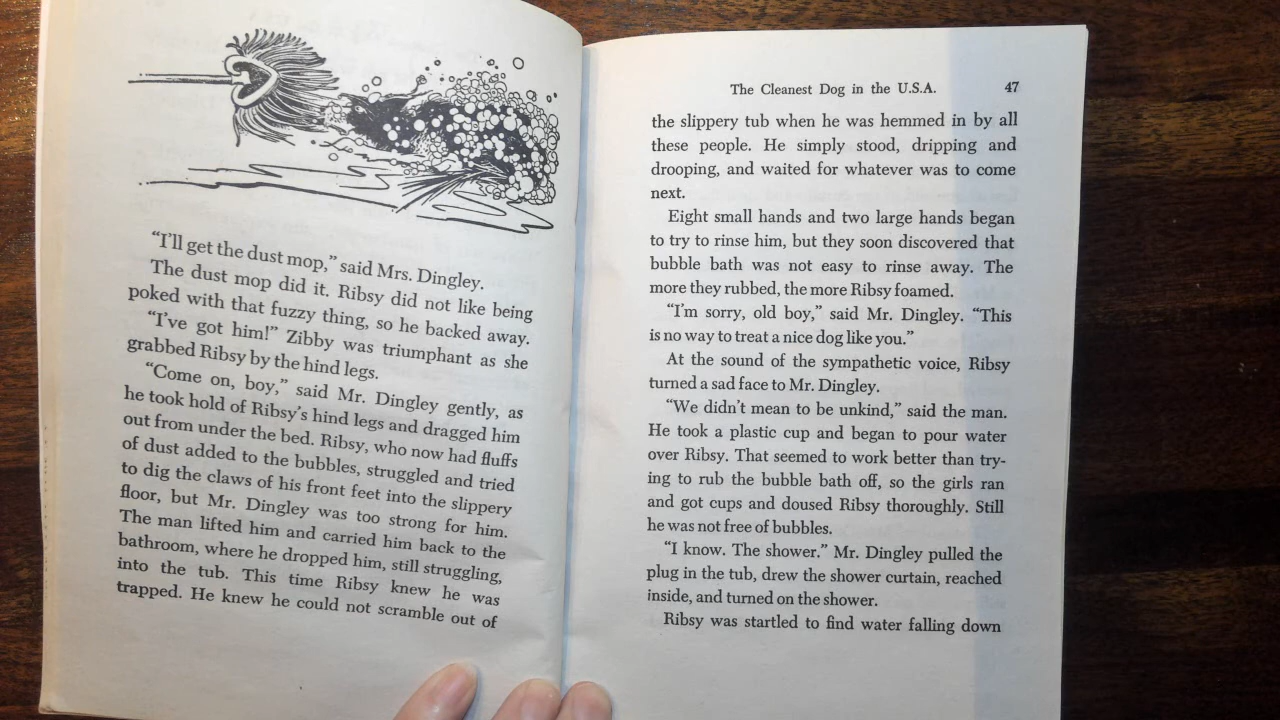 "I'll get the dust mop," said Mrs. Dingley.
The dust mop did it. Ribsy did not like being
poked with that fuzzy thing, so he backed away.
"I've got him!" Zibby was triumphant as she
grabbed Ribsy by the hind legs.
"Come on, boy," said Mr. Dingley gently, as
he took hold of Ribsy's hind legs and dragged him
out from under the bed. Ribsy, who now had fluffs
of dust added to the bubbles, struggled and tried
to dig the claws of his front feet into the slippery
floor, but Mr. Dingley was too strong for him.
The man lifted him and carried him back to the
bathroom, where he dropped him, still struggling,
into the tub. This time Ribsy knew he was
trapped. He knew he could not scramble out of
The Cleanest Dog in the U.S.A. 47
the slippery tub when he was hemmed in by all
these people. He simply stood, dripping and
drooping, and waited for whatever was to come
next.
Eight small hands and two large hands began
to try to rinse him, but they soon discovered that
bubble bath was not easy to rinse away. The
more they rubbed, the more Ribsy foamed.
"I'm sorry, old boy," said Mr. Dingley. "This
is no way to treat a nice dog like you."
At the sound of the sympathetic voice, Ribsy
turned a sad face to Mr. Dingley.
"We didn't mean to be unkind," said the man.
He took a plastic cup and began to pour water
over Ribsy. That seemed to work better than try-
ing to rub the bubble bath off, so the girls ran
and got cups and doused Ribsy thoroughly. Still
he was not free of bubbles.
"I know. The shower." Mr. Dingley pulled the
plug in the tub, drew the shower curtain, reached
inside, and turned on the shower.
Ribsy was startled to find water falling down